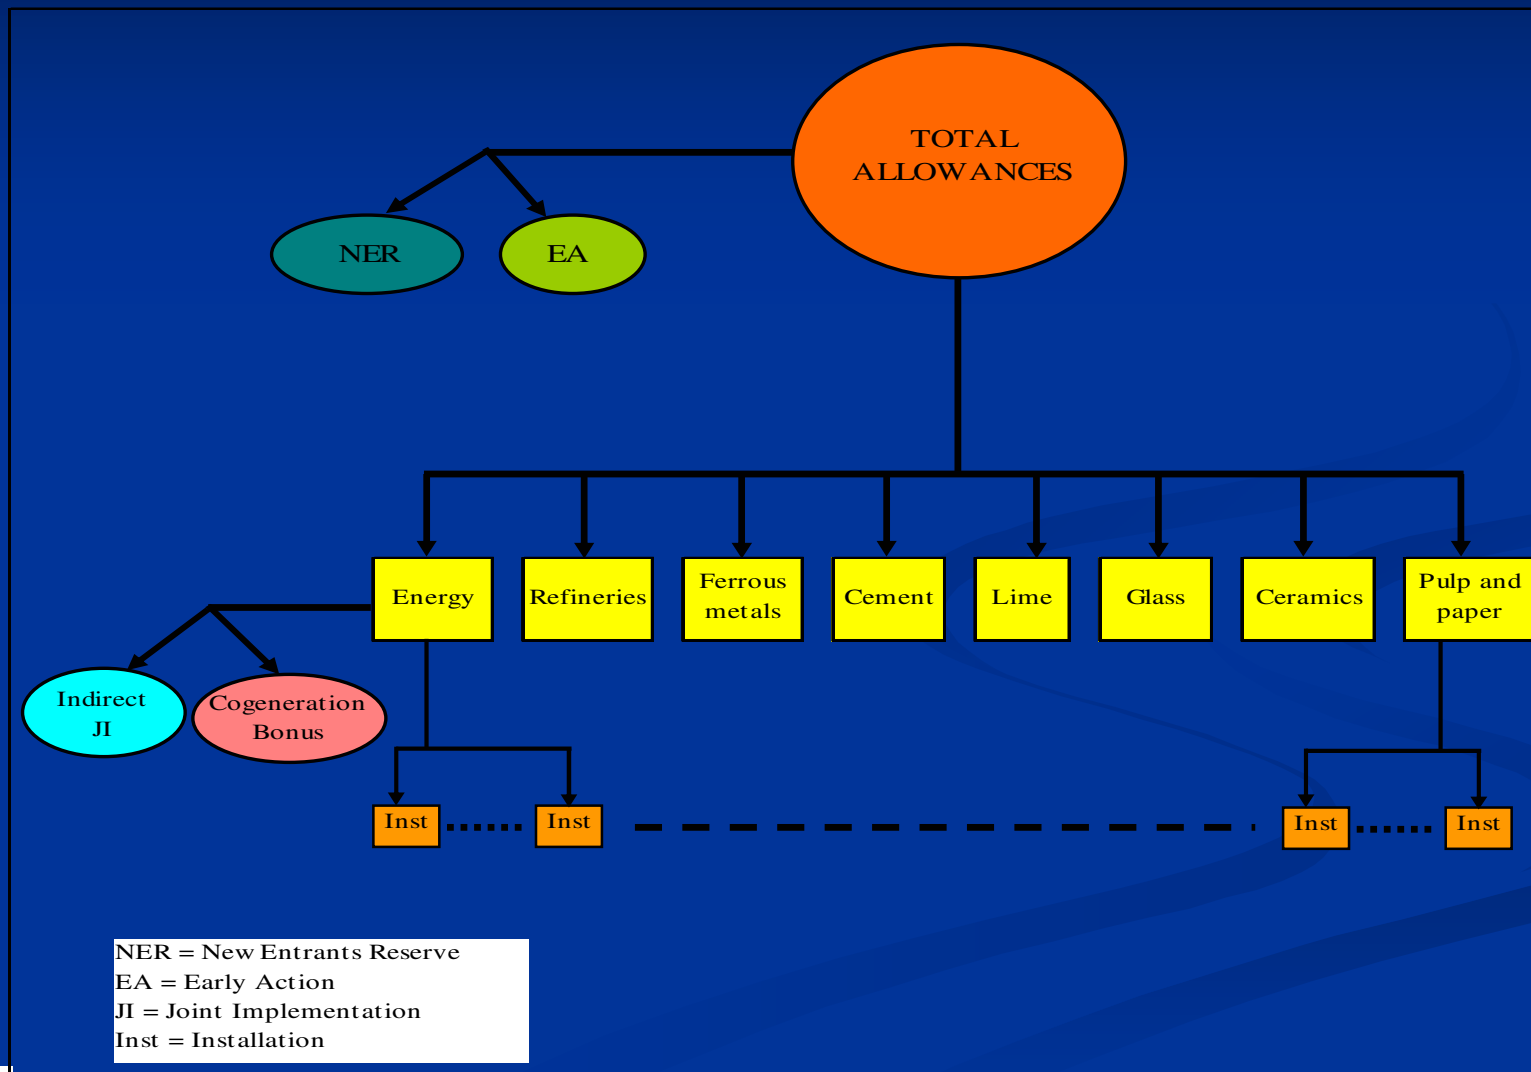 TOTAL
ALLOWANCES
NER
EA
Energy
Refineries
Ferrous
metals
Cement
Lime
Glass
Ceramics
Pulp and
paper
Indirect
JI
Cogeneration
Bonus
Inst
Inst
Inst
Inst
NER = New Entrants Reserve
EA = Early Action
JI = Joint Implementation
Inst = Installation